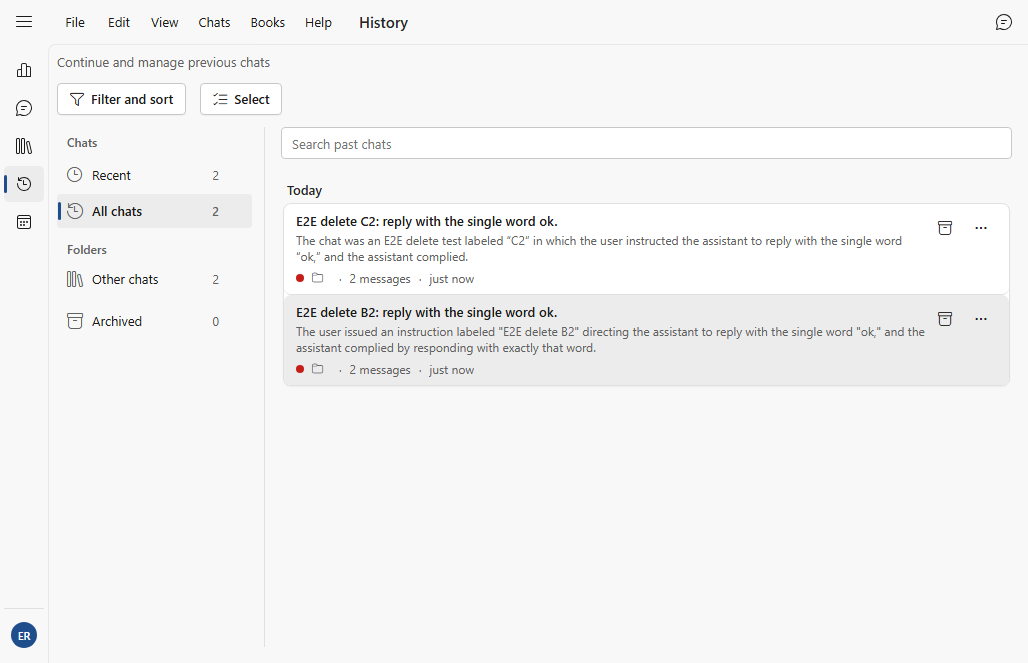 File Edit View Chats Books Help History
Continue and manage previous chats
Filter and sort Select
Chats
Recent 2
All chats 2
Folders
Other chats 2
Archived 0
Search past chats
Today
E2E delete C2: reply with the single word ok.
The chat was an E2E delete test labeled “C2” in which the user instructed the assistant to reply with the single word
“ok,” and the assistant complied.
· 2 messages · just now
E2E delete B2: reply with the single word ok.
The user issued an instruction labeled "E2E delete B2" directing the assistant to reply with the single word "ok," and the
assistant complied by responding with exactly that word.
· 2 messages · just now
ER